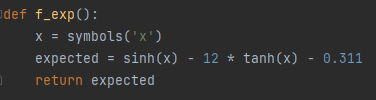 def f_exp():
    x = symbols('x')
    expected = sinh(x) - 12 * tanh(x) - 0.311
    return expected